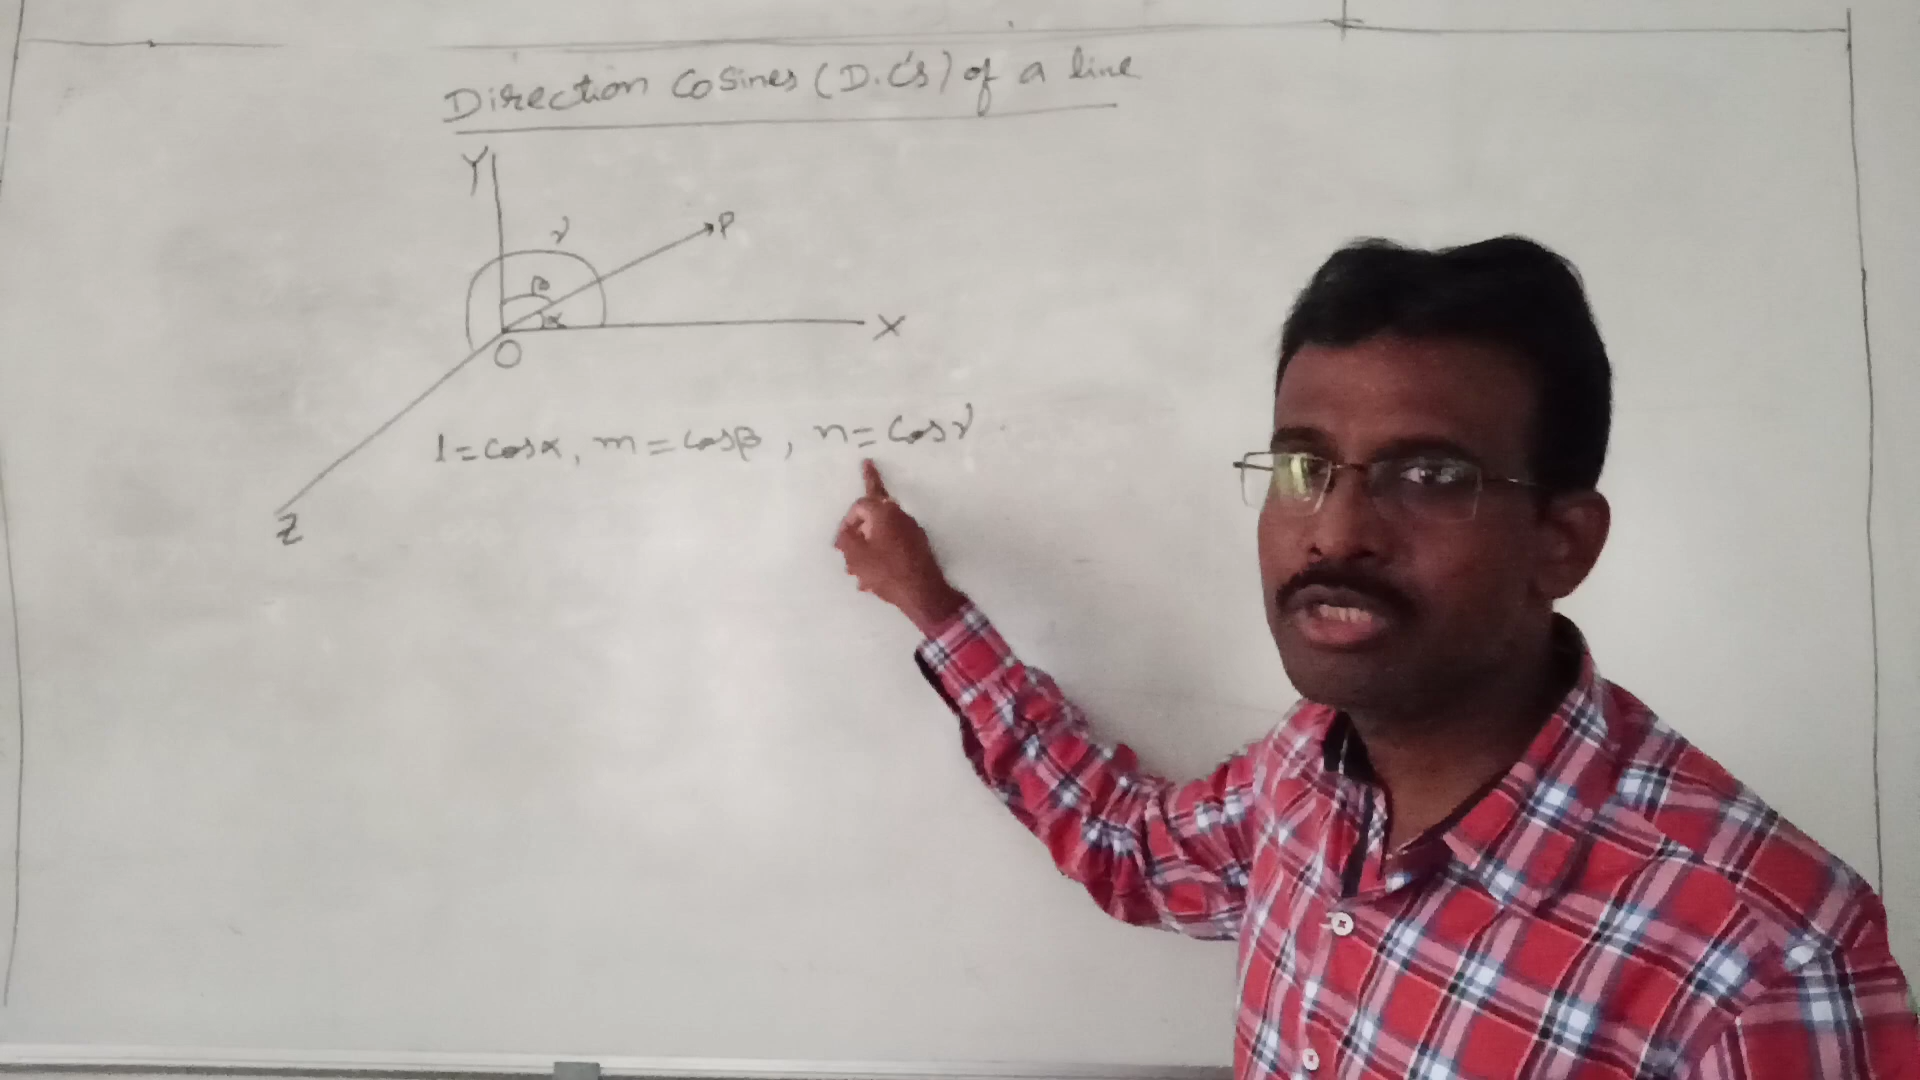 Direction Cosines (D.C's) of a line
Y
γ
P
β
α
X
O
l=cosα, m=cosβ, n=cosγ
Z